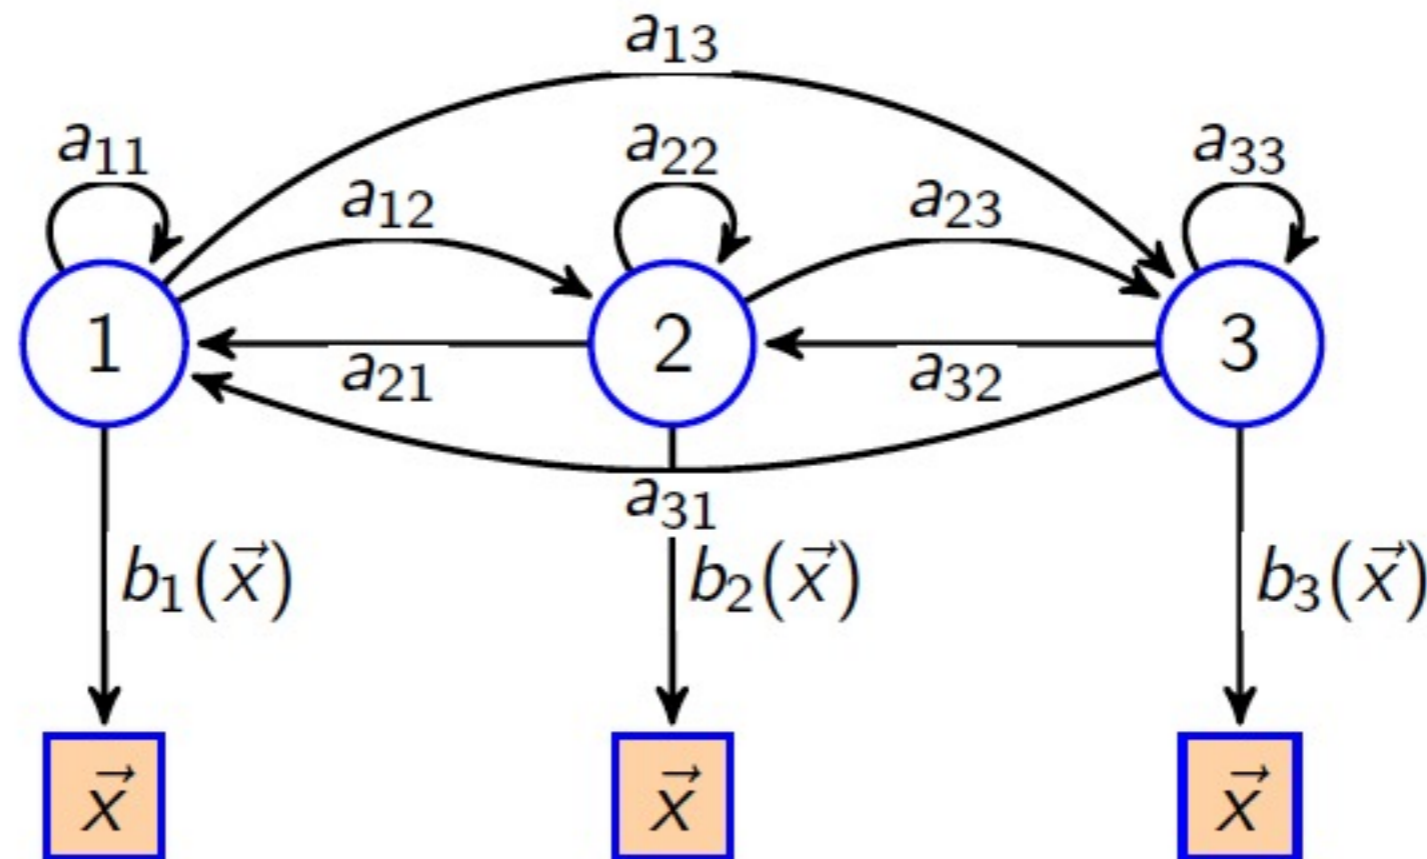 a₁₃
a₁₁ a₂₂ a₃₃
a₁₂ a₂₃
1 2 3
a₂₁ a₃₂
a₃₁
b₁(x⃗) b₂(x⃗) b₃(x⃗)
x⃗ x⃗ x⃗